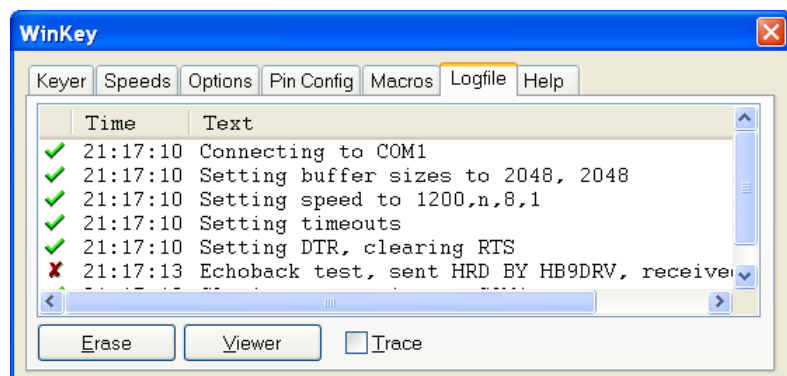 WinKey
Keyer Speeds Options Pin Config Macros Logfile Help
Time Text
21:17:10 Connecting to COM1
21:17:10 Setting buffer sizes to 2048, 2048
21:17:10 Setting speed to 1200,n,8,1
21:17:10 Setting timeouts
21:17:10 Setting DTR, clearing RTS
21:17:13 Echoback test, sent HRD BY HB9DRV, receive
Erase Viewer Trace